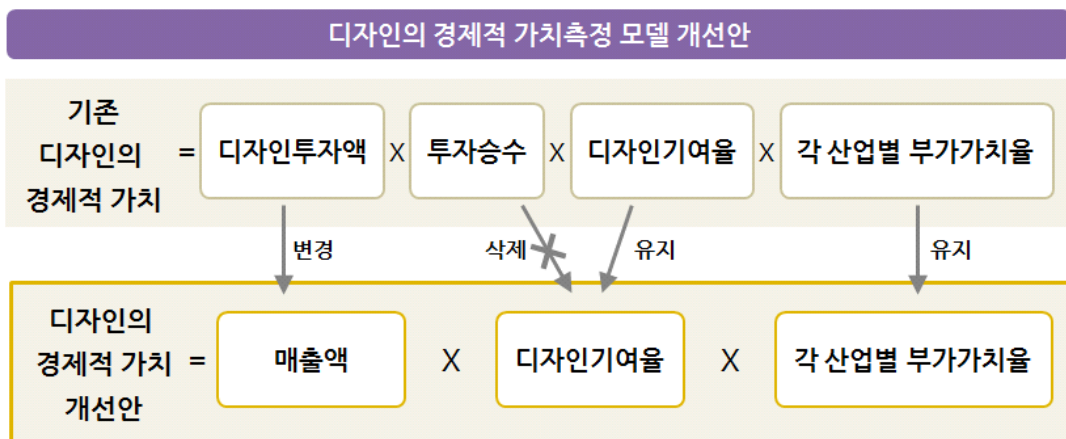 디자인의 경제적 가치측정 모델 개선안
기존
디자인의
경제적 가치
= 디자인투자액 X 투자승수 X 디자인기여율 X 각 산업별 부가가치율
변경 삭제 유지 유지
디자인의
경제적 가치
개선안
= 매출액 X 디자인기여율 X 각 산업별 부가가치율